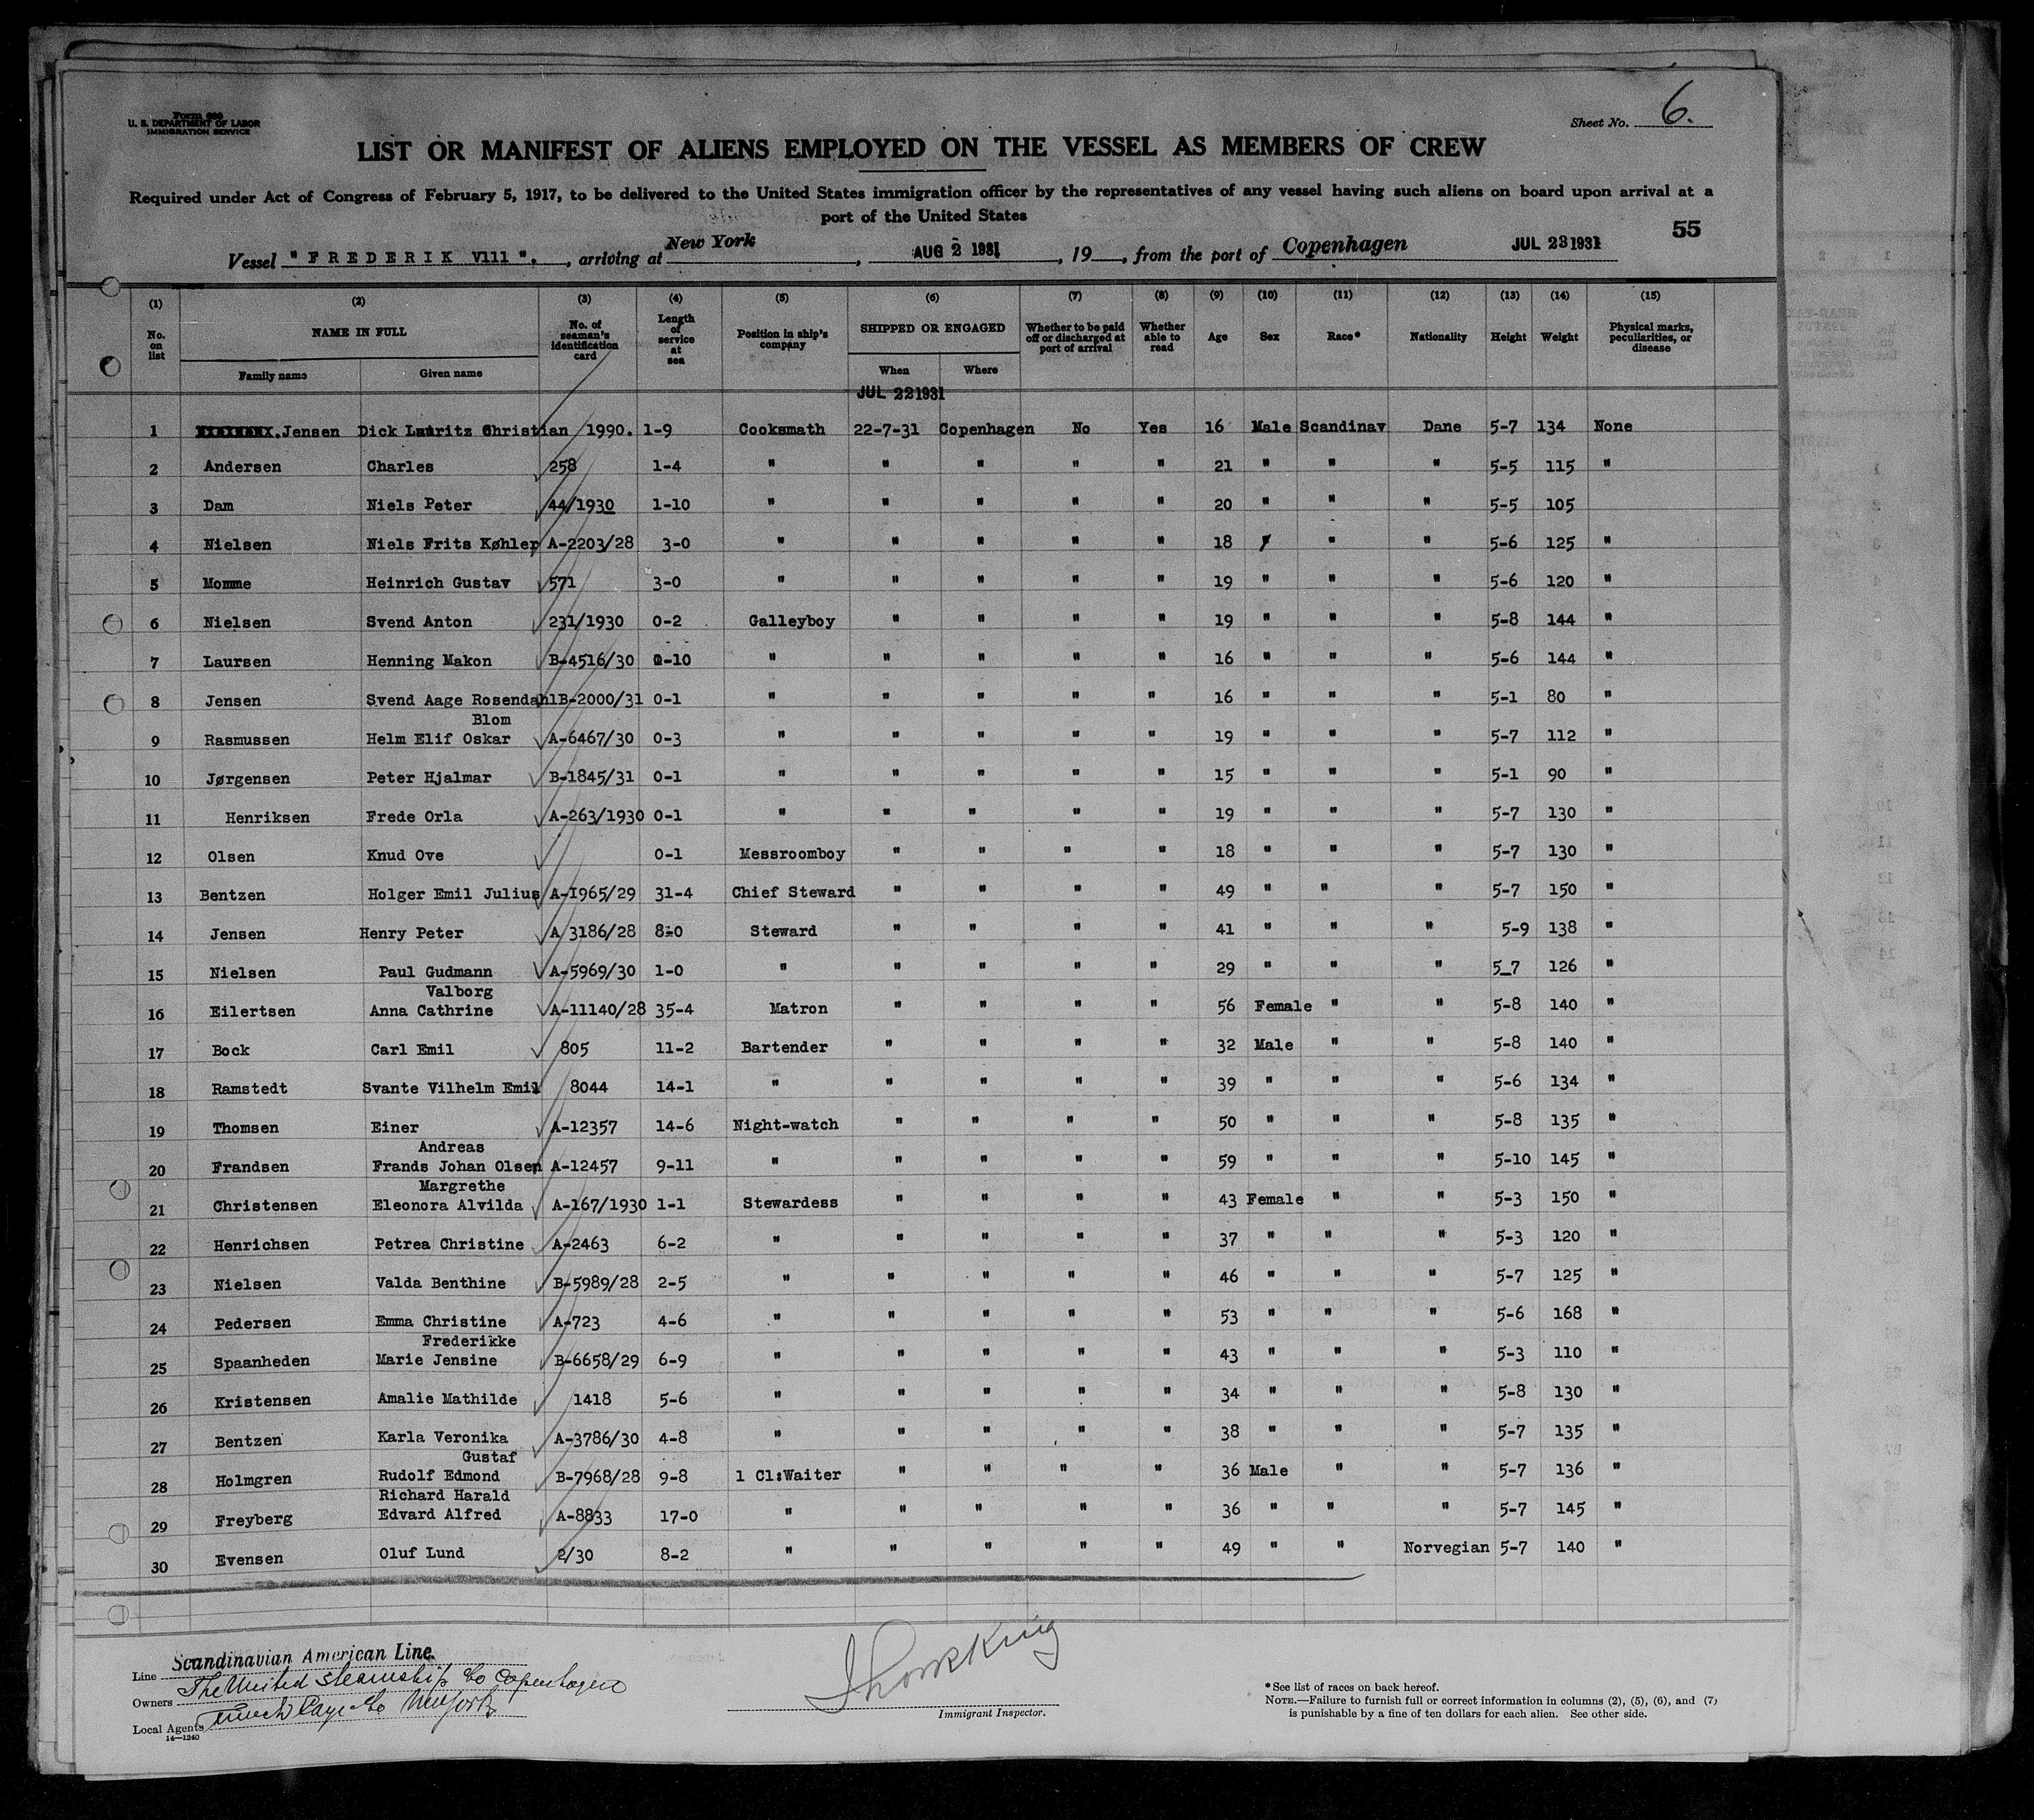 Form 680
U. S. DEPARTMENT OF LABOR
IMMIGRATION SERVICE
Sheet No. 6.
LIST OR MANIFEST OF ALIENS EMPLOYED ON THE VESSEL AS MEMBERS OF CREW
Required under Act of Congress of February 5, 1917, to be delivered to the United States immigration officer by the representatives of any vessel having such aliens on board upon arrival at a
port of the United States
55
Vessel "FREDERIK V111". , arriving at New York , AUG 2 1931 , 19 , from the port of Copenhagen JUL 23 1931
(1) (2) (3) (4) (5) (6) (7) (8) (9) (10) (11) (12) (13) (14) (15)
No. on list NAME IN FULL No. of seaman's identification card Length of service at sea Position in ship's company SHIPPED OR ENGAGED Whether to be paid off or discharged at port of arrival Whether able to read Age Sex Race* Nationality Height Weight Physical marks, peculiarities, or disease
Family name Given name When Where
JUL 22 1931
1 Jensen Dick Lauritz Christian 1990. 1-9 Cooksmath 22-7-31 Copenhagen No Yes 16 Male Scandinav Dane 5-7 134 None
2 Andersen Charles 258 1-4 " " " " " 21 " " " 5-5 115 "
3 Dam Niels Peter 44/1930 1-10 " " " " " 20 " " " 5-5 105
4 Nielsen Niels Frits Køhler A-2203/28 3-0 " " " " " 18 " " " 5-6 125 "
5 Momme Heinrich Gustav 571 3-0 " " " " " 19 " " " 5-6 120 "
6 Nielsen Svend Anton 231/1930 0-2 Galleyboy " " " " 19 " " " 5-8 144 "
7 Laursen Henning Makon B-4516/30 0-10 " " " " " 16 " " " 5-6 144 "
8 Jensen Svend Aage Rosendahl B-2000/31 0-1 " " " " " 16 " " " 5-1 80 "
Blom
9 Rasmussen Helm Elif Oskar A-6467/30 0-3 " " " " " 19 " " " 5-7 112 "
10 Jørgensen Peter Hjalmar B-1845/31 0-1 " " " " " 15 " " " 5-1 90 "
11 Henriksen Frede Orla A-263/1930 0-1 " " " " " 19 " " " 5-7 130 "
12 Olsen Knud Ove 0-1 Messroomboy " " " " 18 " " " 5-7 130 "
13 Bentzen Holger Emil Julius A-1965/29 31-4 Chief Steward " " " " 49 " " " 5-7 150 "
14 Jensen Henry Peter A 3186/28 8-0 Steward " " " " 41 " " " 5-9 138 "
15 Nielsen Paul Gudmann A-5969/30 1-0 " " " " " 29 " " " 5_7 126 "
Valborg
16 Eilertsen Anna Cathrine A-11140/28 35-4 Matron " " " " 56 Female " " 5-8 140 "
17 Bock Carl Emil 805 11-2 Bartender " " " " 32 Male " " 5-8 140 "
18 Ramstedt Svante Vilhelm Emil 8044 14-1 " " " " " 39 " " " 5-6 134 "
19 Thomsen Einer A-12357 14-6 Night-watch " " " " 50 " " " 5-8 135 "
Andreas
20 Frandsen Frands Johan Olsen A-12457 9-11 " " " " " 59 " " " 5-10 145 "
Margrethe
21 Christensen Eleonora Alvilda A-167/1930 1-1 Stewardess " " " " 43 Female " " 5-3 150 "
22 Henrichsen Petrea Christine A-2463 6-2 " " " " " 37 " " " 5-3 120 "
23 Nielsen Valda Benthine B-5989/28 2-5 " " " " " 46 " " " 5-7 125 "
24 Pedersen Emma Christine A-723 4-6 " " " " " 53 " " " 5-6 168 "
Frederikke
25 Spaanheden Marie Jensine B-6658/29 6-9 " " " " " 43 " " " 5-3 110 "
26 Kristensen Amalie Mathilde 1418 5-6 " " " " " 34 " " " 5-8 130 "
27 Bentzen Karla Veronika A-3786/30 4-8 " " " " " 38 " " " 5-7 135 "
Gustaf
28 Holmgren Rudolf Edmond B-7968/28 9-8 1 Cl:Waiter " " " " 36 Male " " 5-7 136 "
Richard Harald
29 Freyberg Edvard Alfred A-8833 17-0 " " " " " 36 " " " 5-7 145 "
30 Evensen Oluf Lund 2/30 8-2 " " " " " 49 " " Norwegian 5-7 140 "
Line Scandinavian American Line.
Owners The United Steamship Co Copenhagen
Local Agents Co New York
14—1240
Immigrant Inspector.
* See list of races on back hereof.
NOTE.—Failure to furnish full or correct information in columns (2), (5), (6), and (7)
is punishable by a fine of ten dollars for each alien. See other side.